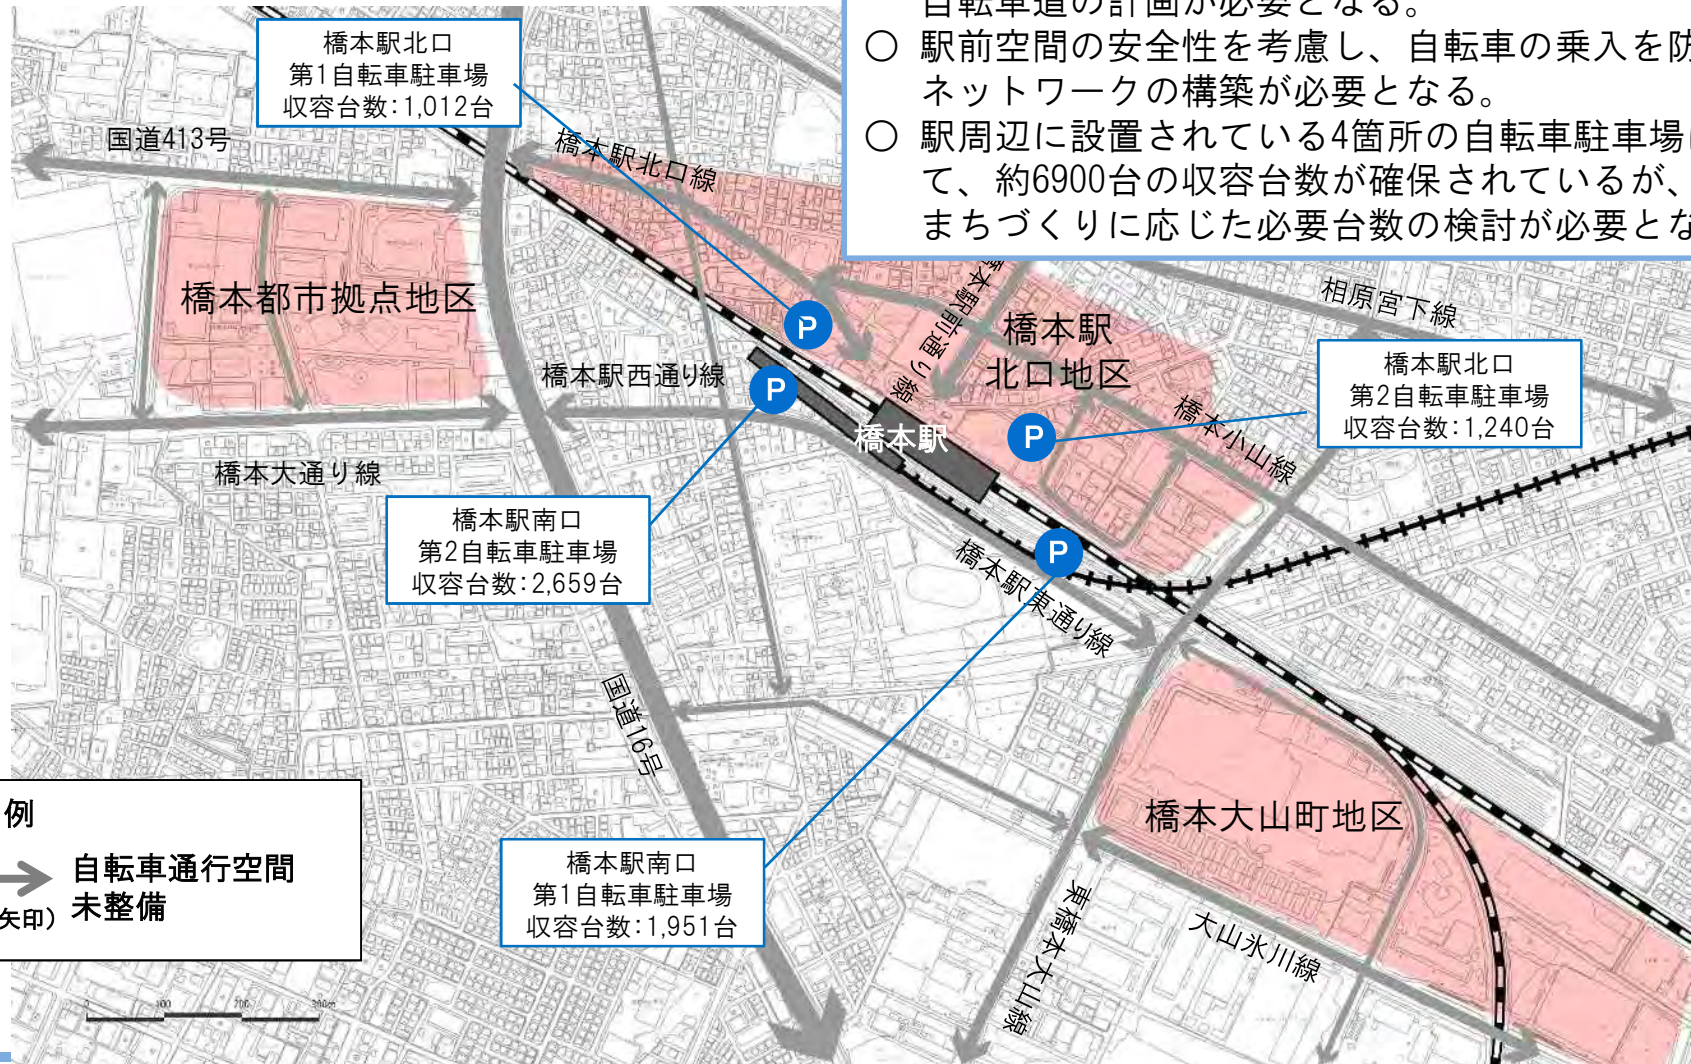 自転車道の計画が必要となる。
○ 駅前空間の安全性を考慮し、自転車の乗入を防
ネットワークの構築が必要となる。
○ 駅周辺に設置されている4箇所の自転車駐車場
て、約6900台の収容台数が確保されているが、
まちづくりに応じた必要台数の検討が必要とな
橋本駅北口
第1自転車駐車場
収容台数:1,012台
国道413号
橋本駅北口線
橋本都市拠点地区
橋本駅西通り線
橋本駅前通り線
橋本駅
北口地区
相原宮下線
橋本駅北口
第2自転車駐車場
収容台数:1,240台
P
P
P
P
橋本駅
橋本小山線
橋本大通り線
橋本駅南口
第2自転車駐車場
収容台数:2,659台
橋本駅東通り線
国道16号
橋本大山町地区
橋本駅南口
第1自転車駐車場
収容台数:1,951台
東橋本大山線
大山氷川線
例
自転車通行空間
未整備
矢印)
0 100 200 300m